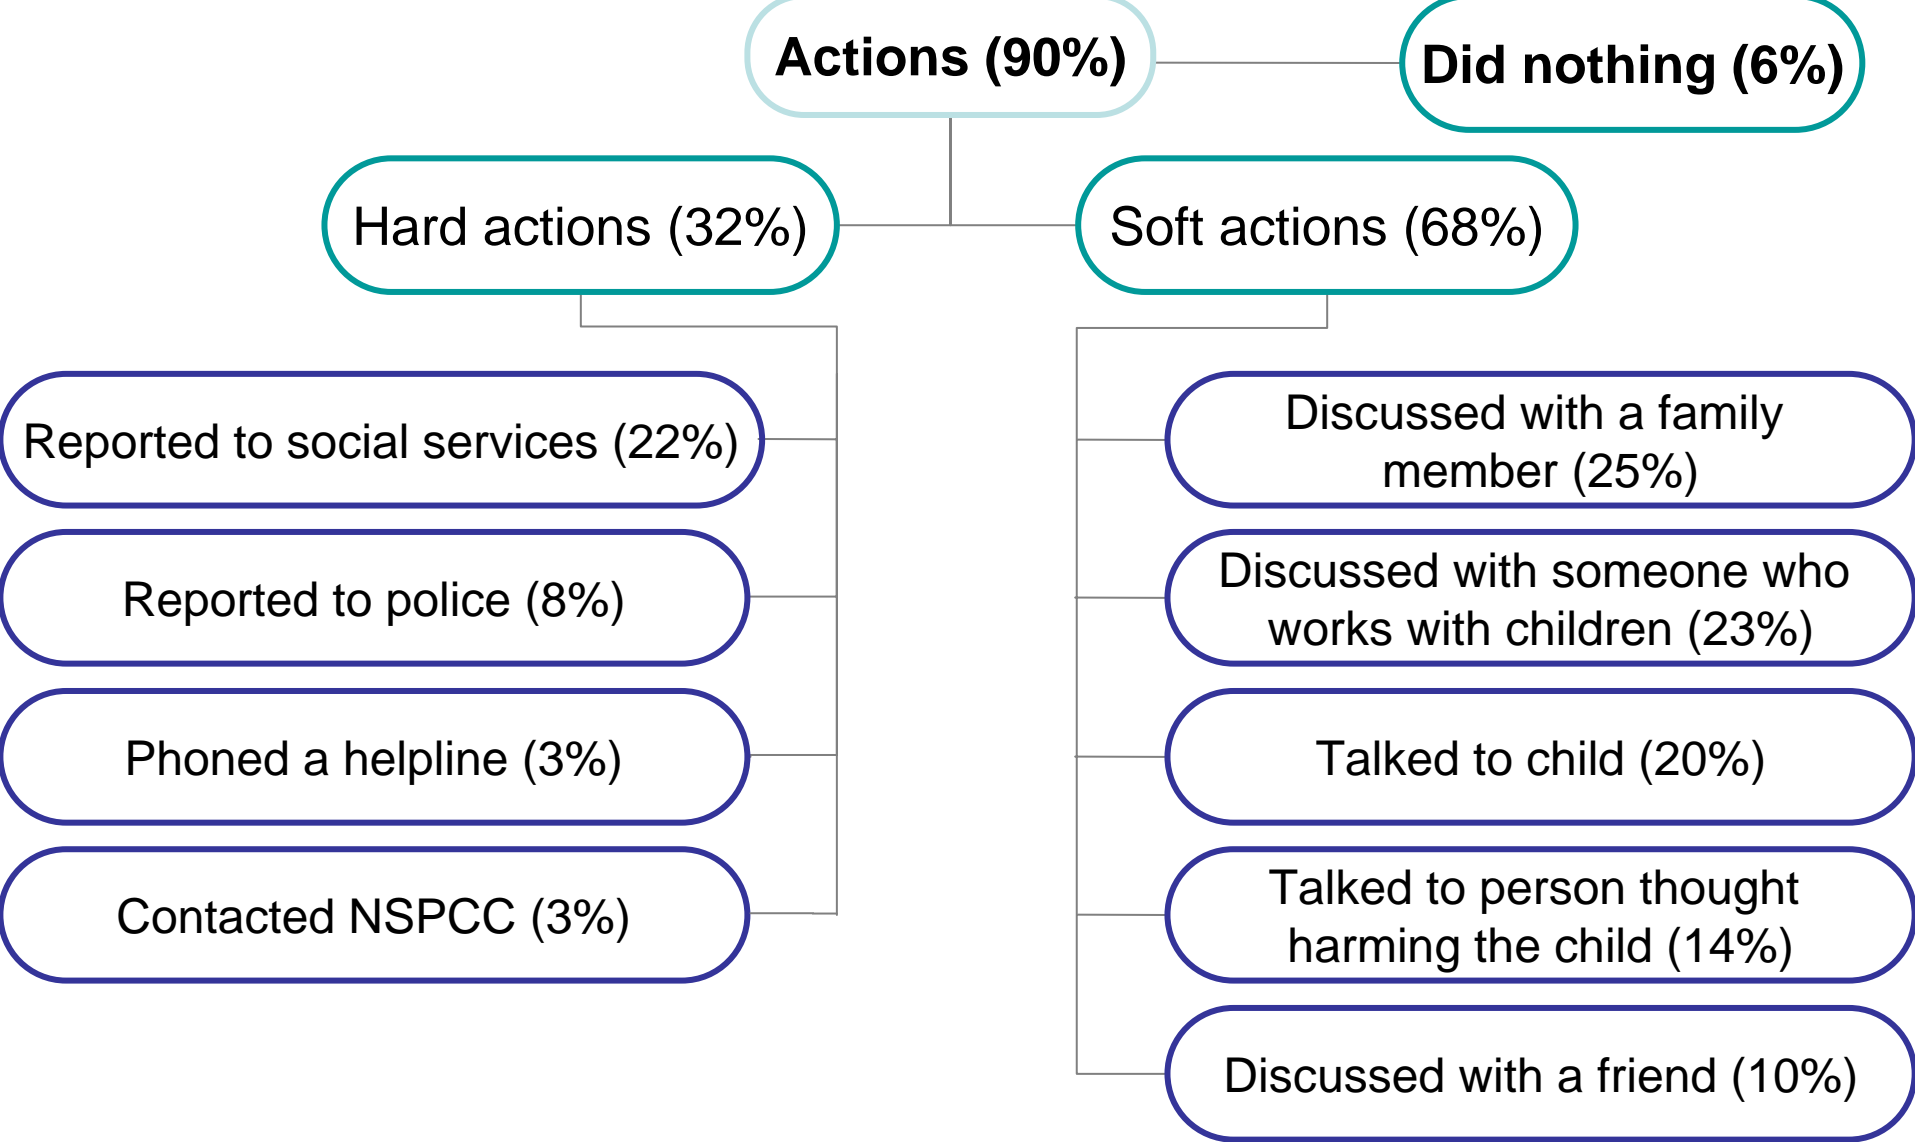 Actions (90%)
Did nothing (6%)
Hard actions (32%)
Soft actions (68%)
Reported to social services (22%)
Reported to police (8%)
Phoned a helpline (3%)
Contacted NSPCC (3%)
Discussed with a family
member (25%)
Discussed with someone who
works with children (23%)
Talked to child (20%)
Talked to person thought
harming the child (14%)
Discussed with a friend (10%)